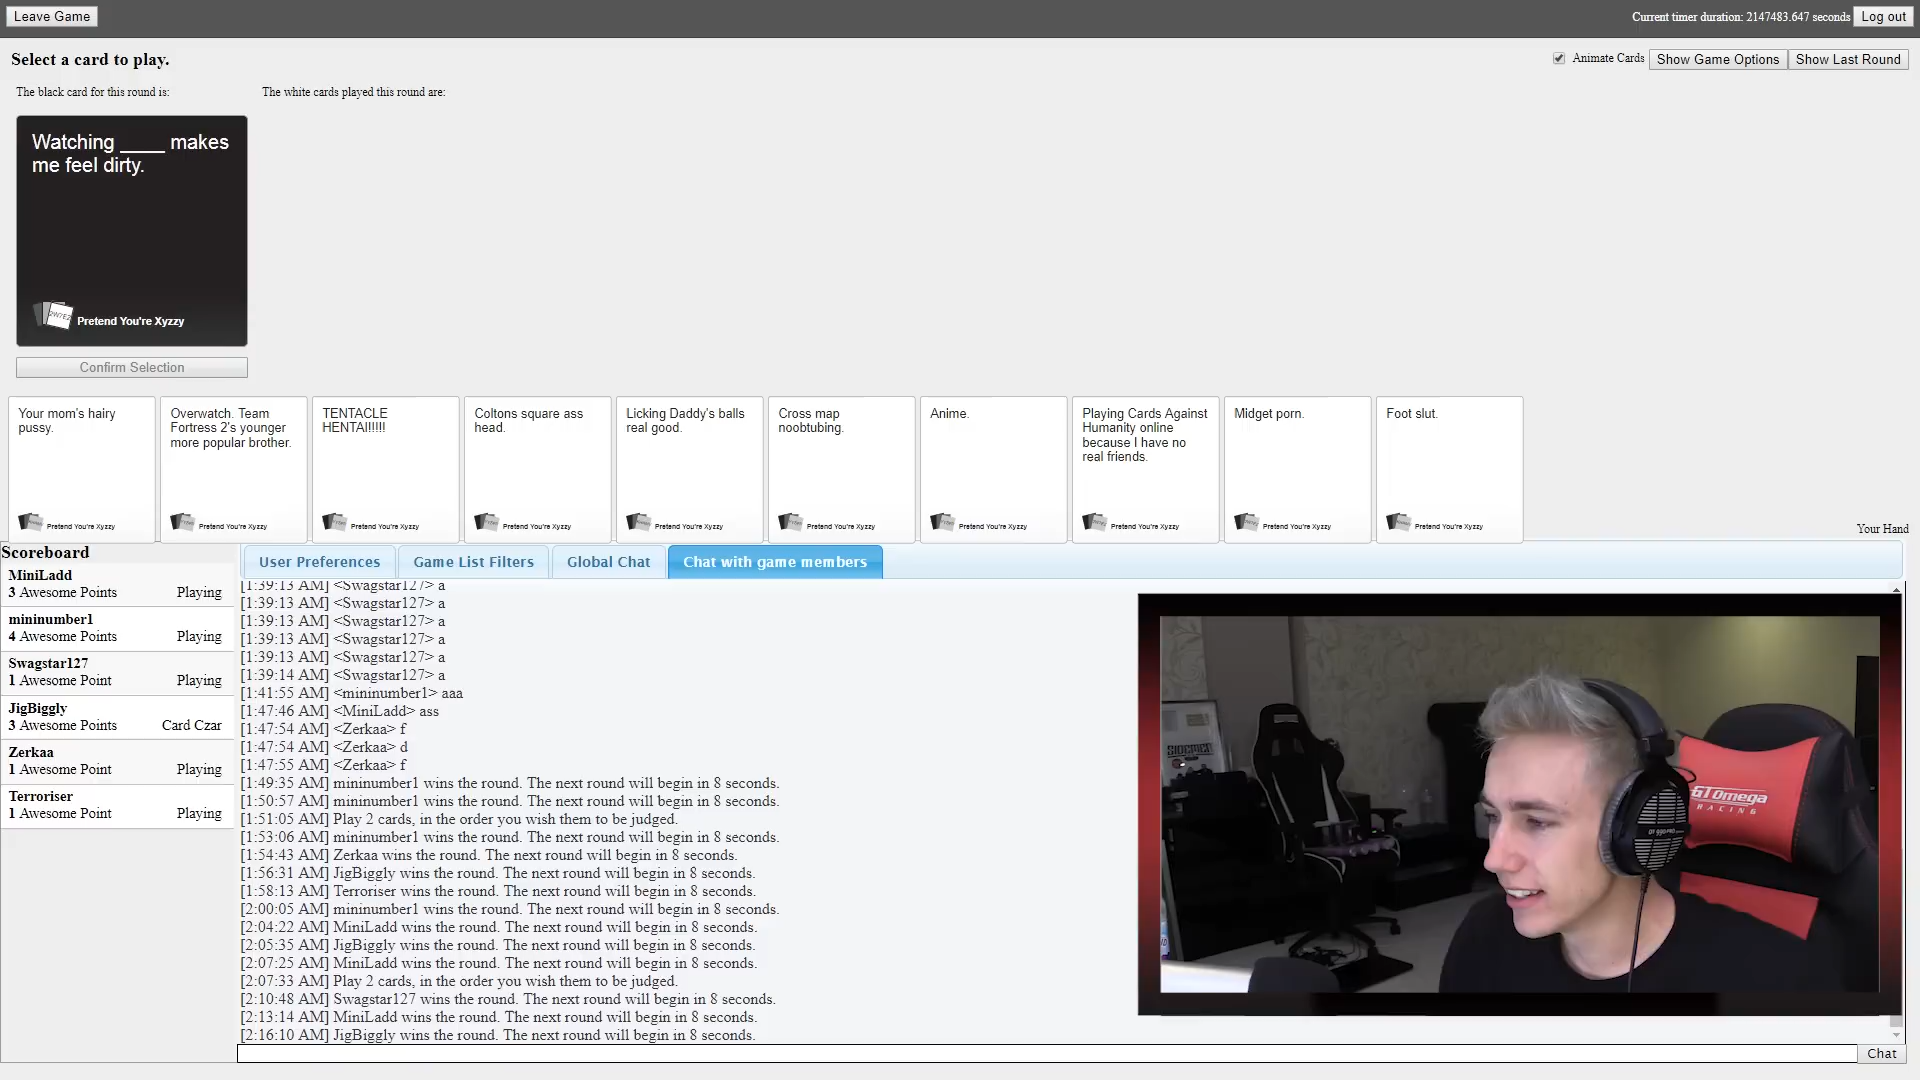 Leave Game
Current timer duration: 2147483.647 seconds
Log out
Select a card to play.
Animate Cards
Show Game Options
Show Last Round
The black card for this round is:
The white cards played this round are:
Watching ____ makes
me feel dirty.
Pretend You're Xyzzy
Confirm Selection
Your mom's hairy
pussy.
Pretend You're Xyzzy
Overwatch. Team
Fortress 2's younger
more popular brother.
Pretend You're Xyzzy
TENTACLE
HENTAI!!!!!
Pretend You're Xyzzy
Coltons square ass
head.
Pretend You're Xyzzy
Licking Daddy's balls
real good.
Pretend You're Xyzzy
Cross map
noobtubing.
Pretend You're Xyzzy
Anime.
Pretend You're Xyzzy
Playing Cards Against
Humanity online
because I have no
real friends.
Pretend You're Xyzzy
Midget porn.
Pretend You're Xyzzy
Foot slut.
Pretend You're Xyzzy
Your Hand
Scoreboard
MiniLadd
3 Awesome Points Playing
mininumber1
4 Awesome Points Playing
Swagstar127
1 Awesome Point Playing
JigBiggly
3 Awesome Points Card Czar
Zerkaa
1 Awesome Point Playing
Terroriser
1 Awesome Point Playing
User Preferences
Game List Filters
Global Chat
Chat with game members
[1:39:13 AM] <Swagstar127> a
[1:39:13 AM] <Swagstar127> a
[1:39:13 AM] <Swagstar127> a
[1:39:13 AM] <Swagstar127> a
[1:39:13 AM] <Swagstar127> a
[1:39:14 AM] <Swagstar127> a
[1:41:55 AM] <mininumber1> aaa
[1:47:46 AM] <MiniLadd> ass
[1:47:54 AM] <Zerkaa> f
[1:47:54 AM] <Zerkaa> d
[1:47:55 AM] <Zerkaa> f
[1:49:35 AM] mininumber1 wins the round. The next round will begin in 8 seconds.
[1:50:57 AM] mininumber1 wins the round. The next round will begin in 8 seconds.
[1:51:05 AM] Play 2 cards, in the order you wish them to be judged.
[1:53:06 AM] mininumber1 wins the round. The next round will begin in 8 seconds.
[1:54:43 AM] Zerkaa wins the round. The next round will begin in 8 seconds.
[1:56:31 AM] JigBiggly wins the round. The next round will begin in 8 seconds.
[1:58:13 AM] Terroriser wins the round. The next round will begin in 8 seconds.
[2:00:05 AM] mininumber1 wins the round. The next round will begin in 8 seconds.
[2:04:22 AM] MiniLadd wins the round. The next round will begin in 8 seconds.
[2:05:35 AM] JigBiggly wins the round. The next round will begin in 8 seconds.
[2:07:25 AM] MiniLadd wins the round. The next round will begin in 8 seconds.
[2:07:33 AM] Play 2 cards, in the order you wish them to be judged.
[2:10:48 AM] Swagstar127 wins the round. The next round will begin in 8 seconds.
[2:13:14 AM] MiniLadd wins the round. The next round will begin in 8 seconds.
[2:16:10 AM] JigBiggly wins the round. The next round will begin in 8 seconds.
SIDEMEN
GT Omega
RACING
DT 990 PRO
Chat